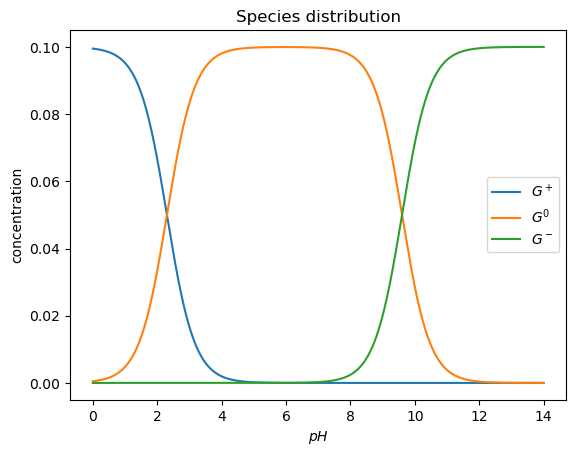 Species distribution
concentration
0.10
0.08
0.06
0.04
0.02
0.00
G⁺
G⁰
G⁻
0 2 4 6 8 10 12 14
pH